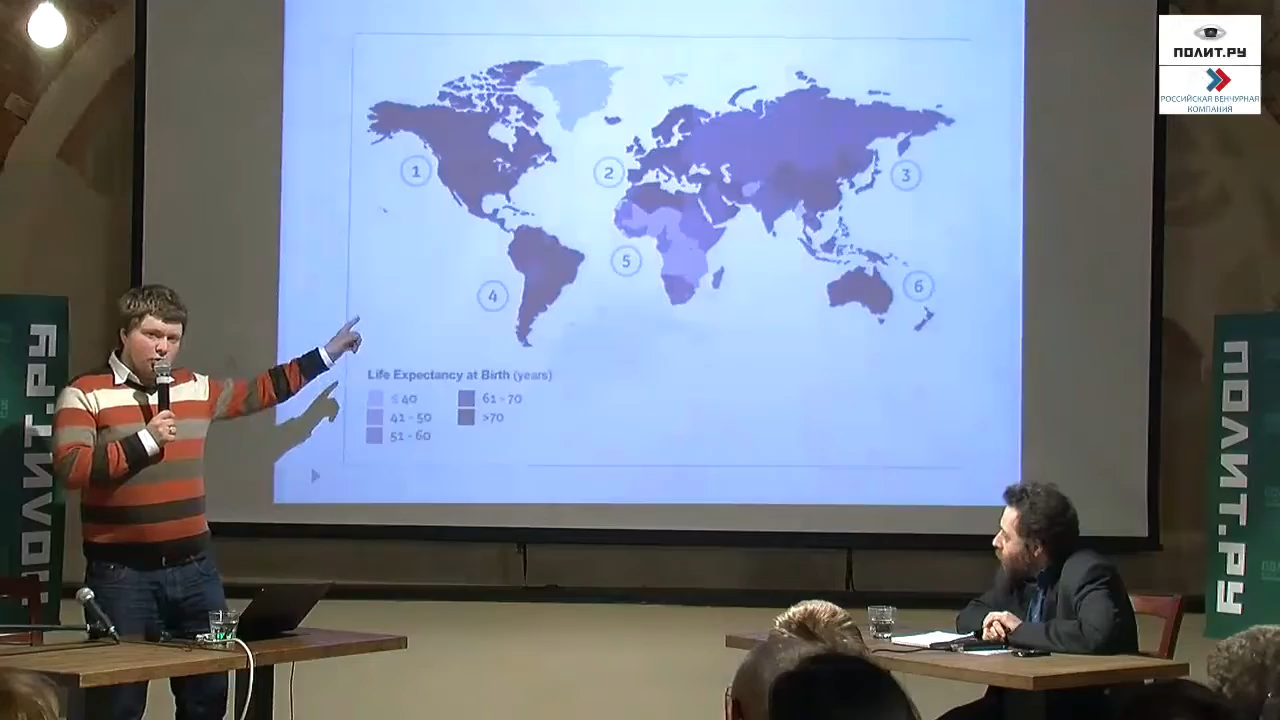 ПОЛИТ.РУ
РОССИЙСКАЯ ВЕНЧУРНАЯ
КОМПАНИЯ
1
2
3
4
5
6
Life Expectancy at Birth (years)
≤ 40
41 - 50
51 - 60
61 - 70
>70
ПОЛИТ.РУ
ПОЛИТ.РУ